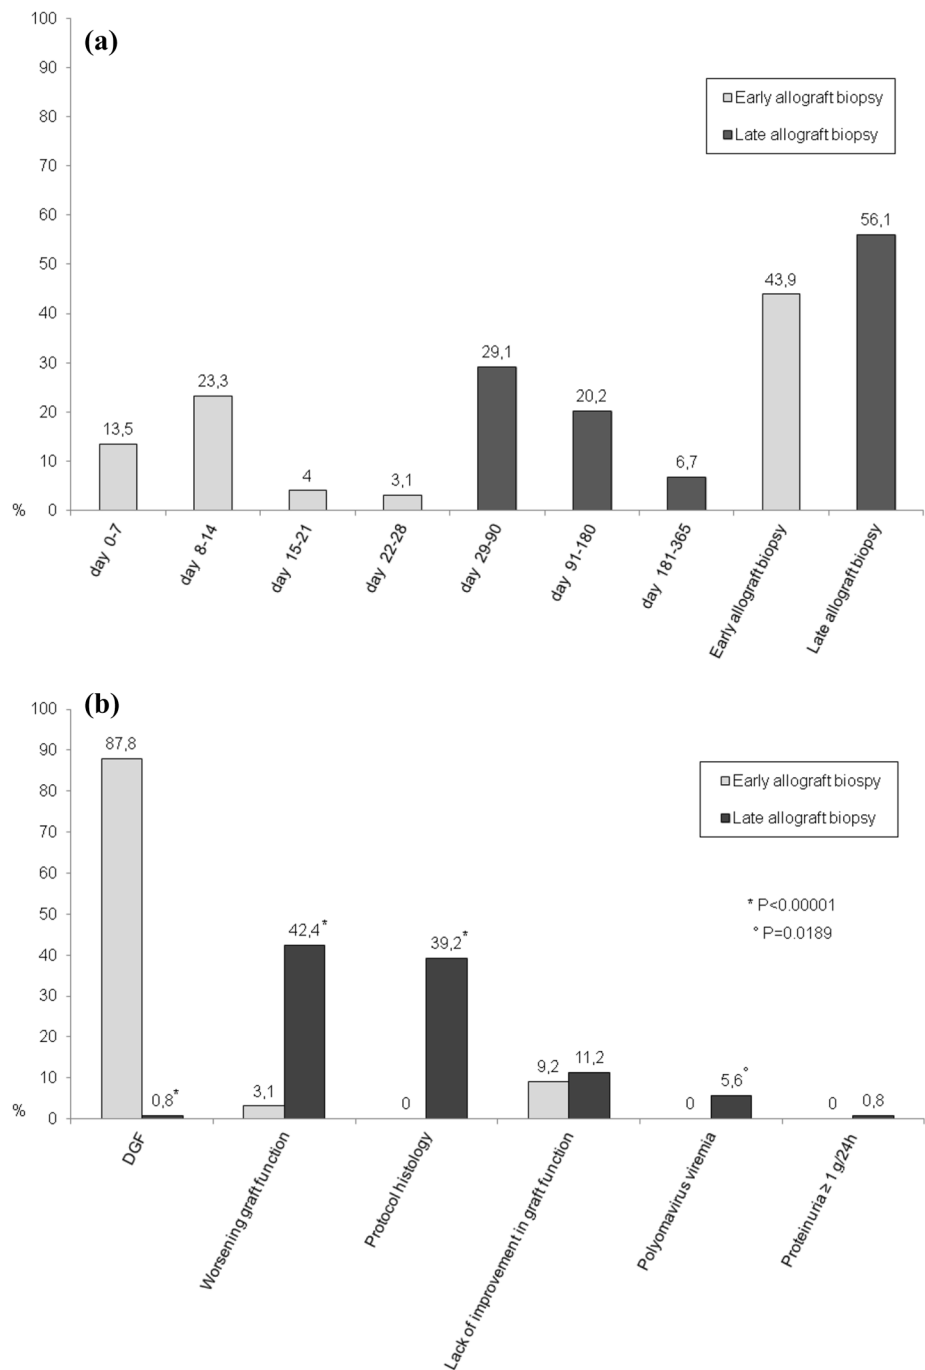 (a)
100
90
80
70
60
50
40
30
20
10
% 0
Early allograft biopsy
Late allograft biopsy
13,5
23,3
4
3,1
29,1
20,2
6,7
43,9
56,1
day 0-7
day 8-14
day 15-21
day 22-28
day 29-90
day 91-180
day 181-365
Early allograft biopsy
Late allograft biopsy
(b)
100
90
80
70
60
50
40
30
20
10
% 0
Early allograft biospy
Late allograft biopsy
* P<0.00001
° P=0.0189
87,8
0,8*
3,1
42,4*
0
39,2*
9,2
11,2
0
5,6°
0
0,8
DGF
Worsening graft function
Protocol histology
Lack of improvement in graft function
Polyomavirus viremia
Proteinuria ≥ 1 g/24h